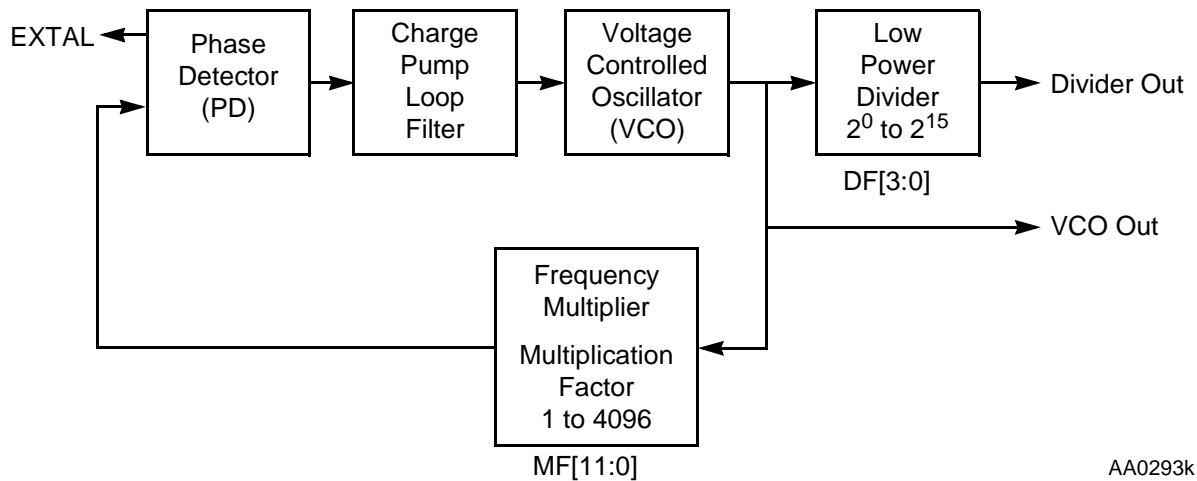 EXTAL
Phase
Detector
(PD)
Charge
Pump
Loop
Filter
Voltage
Controlled
Oscillator
(VCO)
Low
Power
Divider
2⁰ to 2¹⁵
Divider Out
DF[3:0]
VCO Out
Frequency
Multiplier
Multiplication
Factor
1 to 4096
MF[11:0]
AA0293k